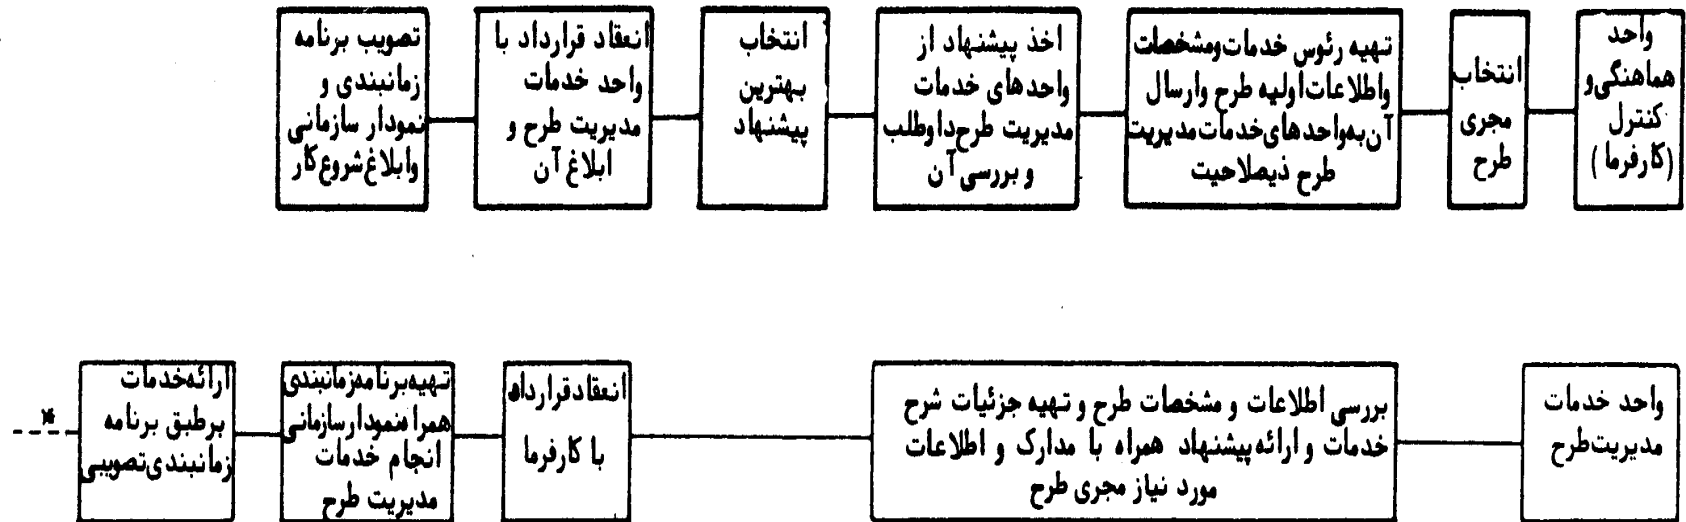 واحد
هماهنگی و
کنترل
(کارفرما)
انتخاب
مجری
طرح
تهیه رئوس خدمات و مشخصات
و اطلاعات اولیه طرح و ارسال
آن به واحدهای خدمات مدیریت
طرح ذیصلاحیت
اخذ پیشنهاد از
واحدهای خدمات
مدیریت طرح داوطلب
و بررسی آن
انتخاب
بهترین
پیشنهاد
انعقاد قرارداد با
واحد خدمات
مدیریت طرح و
ابلاغ آن
تصویب برنامه
زمانبندی و
نمودار سازمانی
و ابلاغ شروع کار
واحد خدمات
مدیریت طرح
بررسی اطلاعات و مشخصات طرح و تهیه جزئیات شرح
خدمات و ارائه پیشنهاد همراه با مدارک و اطلاعات
مورد نیاز مجری طرح
انعقاد قرارداد
با کارفرما
تهیه برنامه زمانبندی
همراه نمودار سازمانی
انجام خدمات
مدیریت طرح
ارائه خدمات
برطبق برنامه
زمانبندی تصویبی